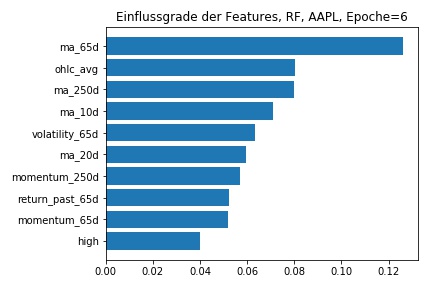 Einflussgrade der Features, RF, AAPL, Epoche=6
ma_65d
ohlc_avg
ma_250d
ma_10d
volatility_65d
ma_20d
momentum_250d
return_past_65d
momentum_65d
high
0.00 0.02 0.04 0.06 0.08 0.10 0.12